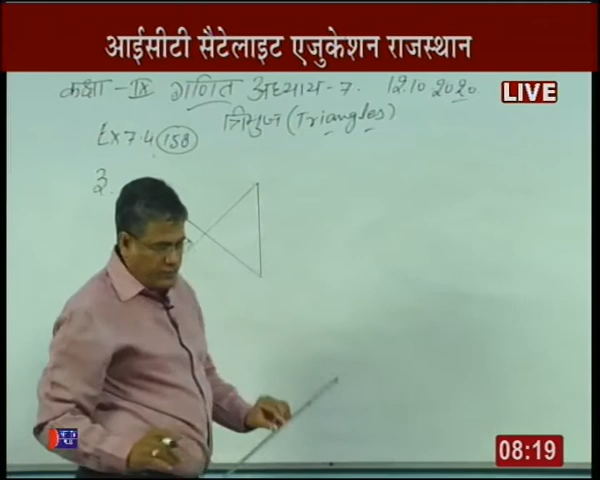 आईसीटी सैटेलाइट एजुकेशन राजस्थान
कक्षा - IX गणित अध्याय - 7. 12.10.2020
LIVE
त्रिभुज (Triangles)
Ex 7.4 158
3.
08:19